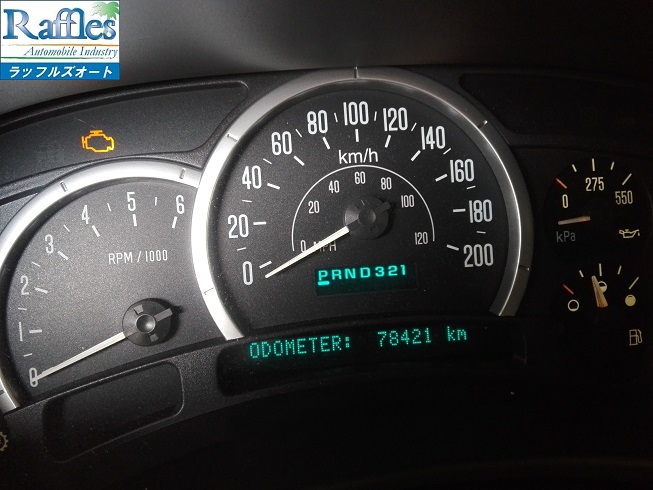 Raffles
Automobile Industry
ラッフルズオート
0 1 2 3 4 5 6
RPM / 1000
0 20 40 60 80 100 120 140 160 180 200
km/h
0 20 40 60 80 100 120
MPH
PRND321
ODOMETER: 78421 km
0 275 550
kPa